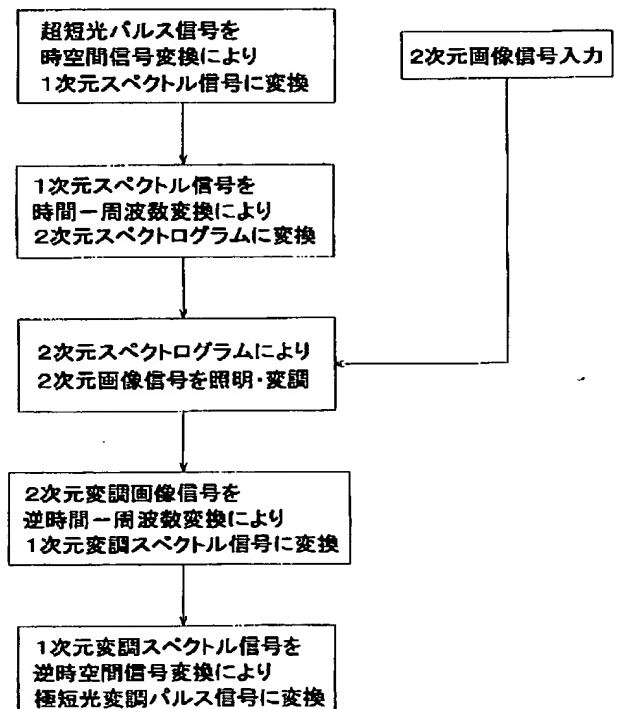 超短光パルス信号を
時空間信号変換により
1次元スペクトル信号に変換
2次元画像信号入力
1次元スペクトル信号を
時間－周波数変換により
2次元スペクトログラムに変換
2次元スペクトログラムにより
2次元画像信号を照明・変調
2次元変調画像信号を
逆時間－周波数変換により
1次元変調スペクトル信号に変換
1次元変調スペクトル信号を
逆時空間信号変換により
極短光変調パルス信号に変換